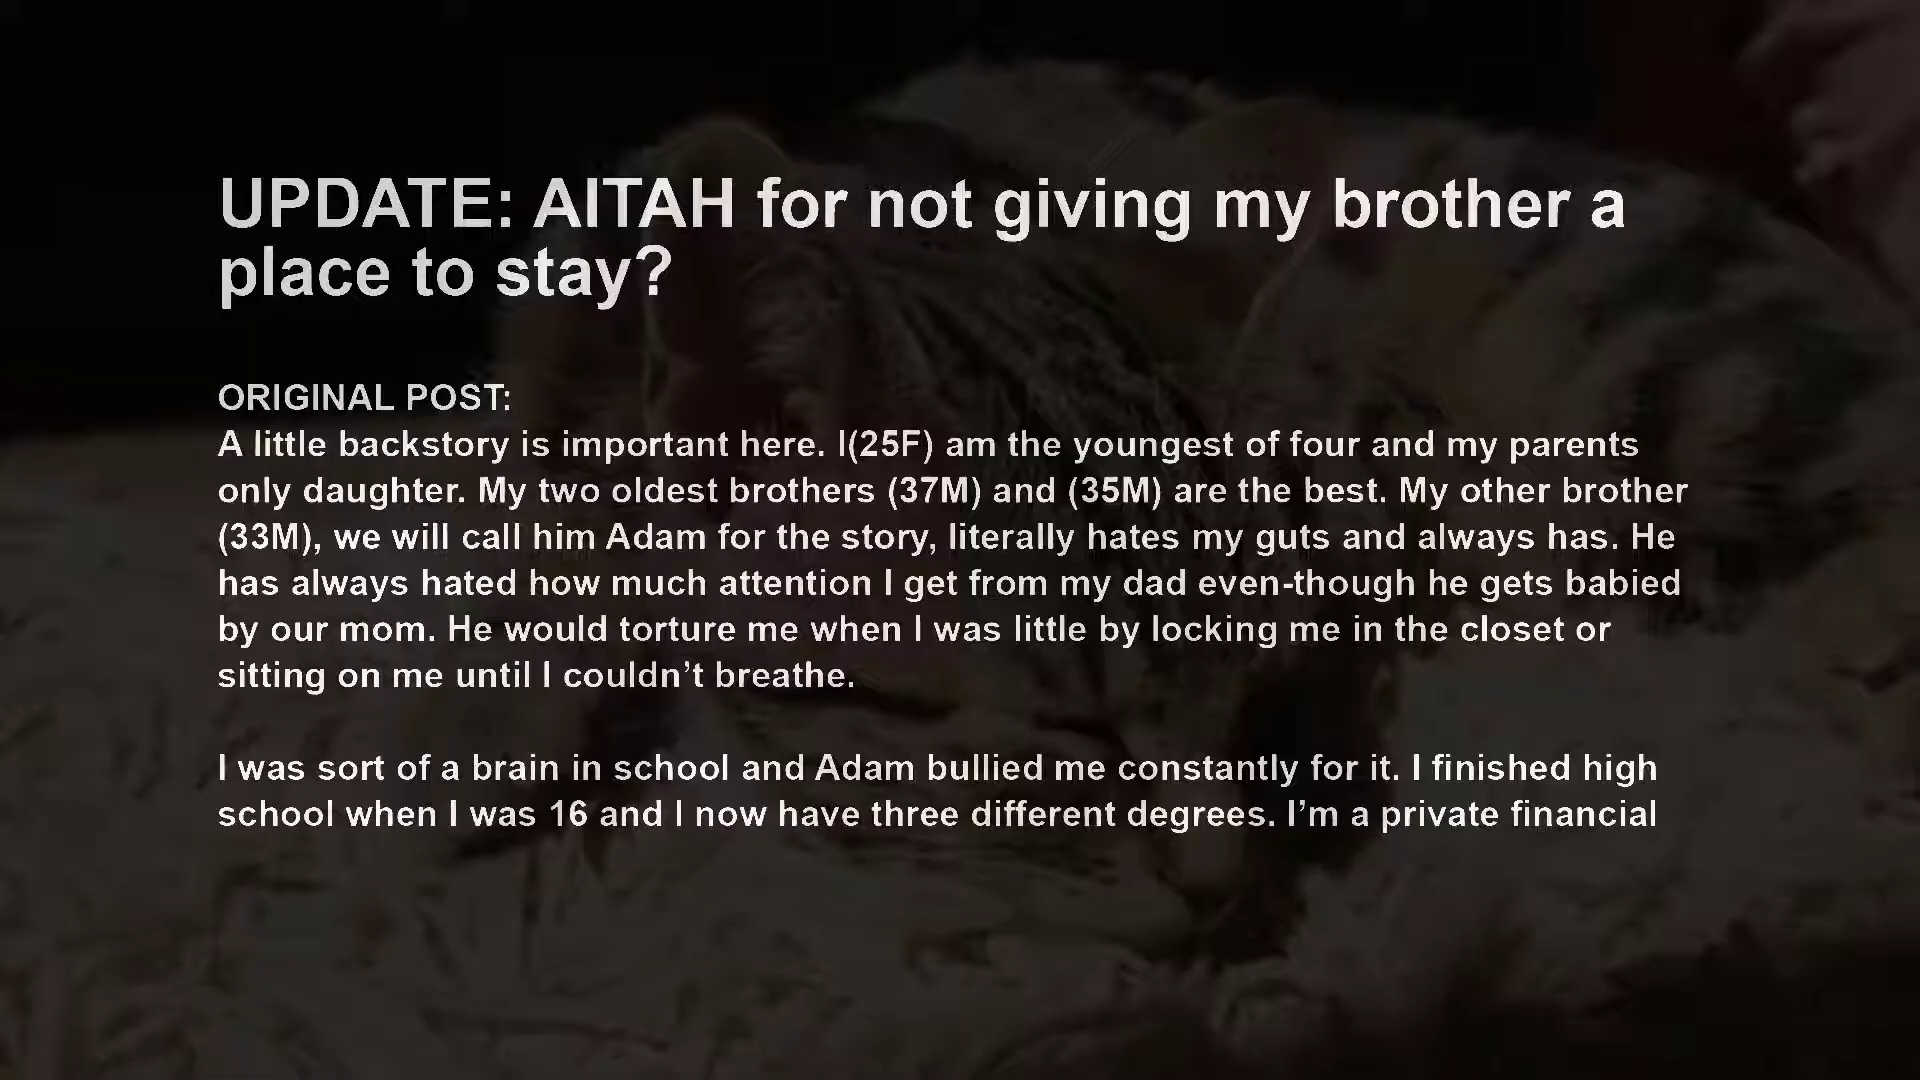 UPDATE: AITAH for not giving my brother a
place to stay?
ORIGINAL POST:
A little backstory is important here. I(25F) am the youngest of four and my parents
only daughter. My two oldest brothers (37M) and (35M) are the best. My other brother
(33M), we will call him Adam for the story, literally hates my guts and always has. He
has always hated how much attention I get from my dad even-though he gets babied
by our mom. He would torture me when I was little by locking me in the closet or
sitting on me until I couldn’t breathe.
I was sort of a brain in school and Adam bullied me constantly for it. I finished high
school when I was 16 and I now have three different degrees. I’m a private financial